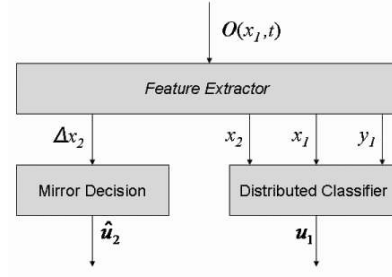 O(x₁,t)
Feature Extractor
Δx₂ x₂ x₁ y₁
Mirror Decision Distributed Classifier
û₂ u₁